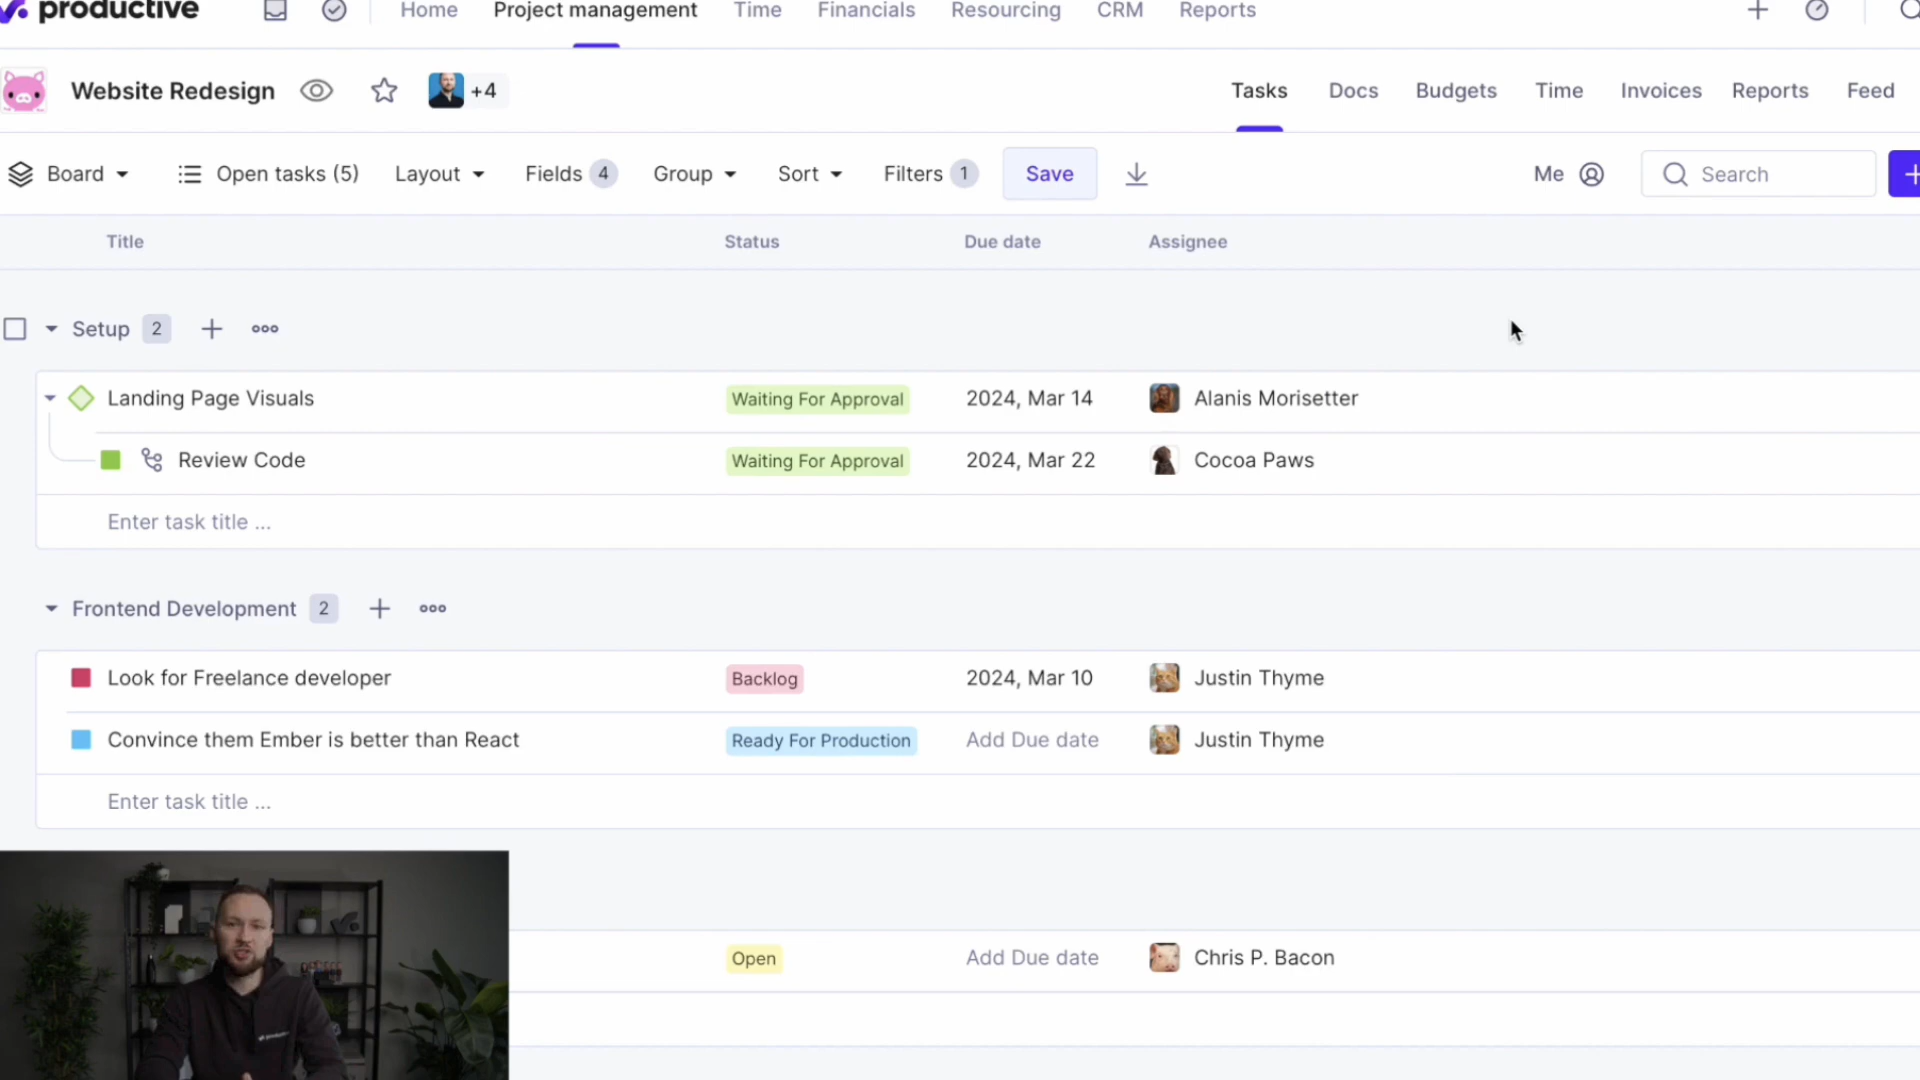 productive Home Project management Time Financials Resourcing CRM Reports
Website Redesign +4 Tasks Docs Budgets Time Invoices Reports Feed
Board Open tasks (5) Layout Fields 4 Group Sort Filters 1 Save Me Search
Title Status Due date Assignee
Setup 2
Landing Page Visuals Waiting For Approval 2024, Mar 14 Alanis Morisetter
Review Code Waiting For Approval 2024, Mar 22 Cocoa Paws
Enter task title ...
Frontend Development 2
Look for Freelance developer Backlog 2024, Mar 10 Justin Thyme
Convince them Ember is better than React Ready For Production Add Due date Justin Thyme
Enter task title ...
Open Add Due date Chris P. Bacon